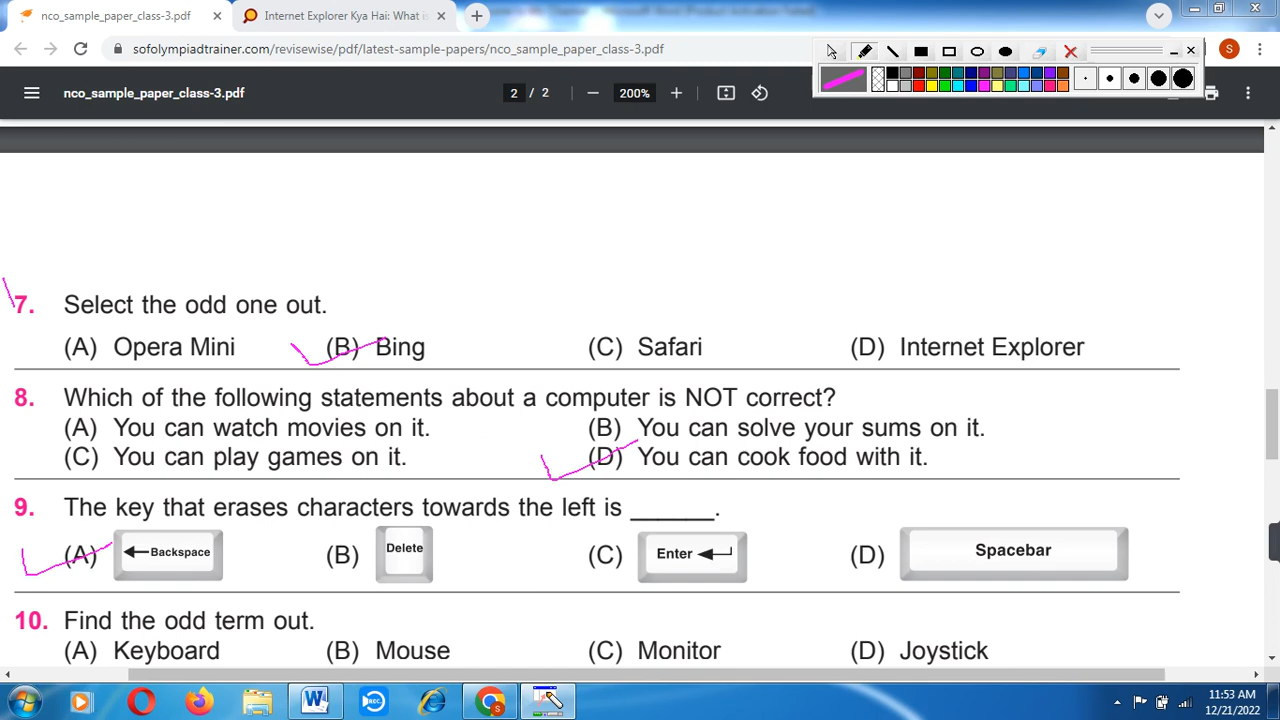 nco_sample_paper_class-3.pdf
Internet Explorer Kya Hai: What is
S
sofolympiadtrainer.com/revisewise/pdf/latest-sample-papers/nco_sample_paper_class-3.pdf
nco_sample_paper_class-3.pdf
2 / 2
200%
7. Select the odd one out.
(A) Opera Mini (B) Bing (C) Safari (D) Internet Explorer
8. Which of the following statements about a computer is NOT correct?
(A) You can watch movies on it. (B) You can solve your sums on it.
(C) You can play games on it. (D) You can cook food with it.
9. The key that erases characters towards the left is ______.
(A) Backspace (B) Delete (C) Enter (D) Spacebar
10. Find the odd term out.
(A) Keyboard (B) Mouse (C) Monitor (D) Joystick
W
REC
11:53 AM
12/21/2022